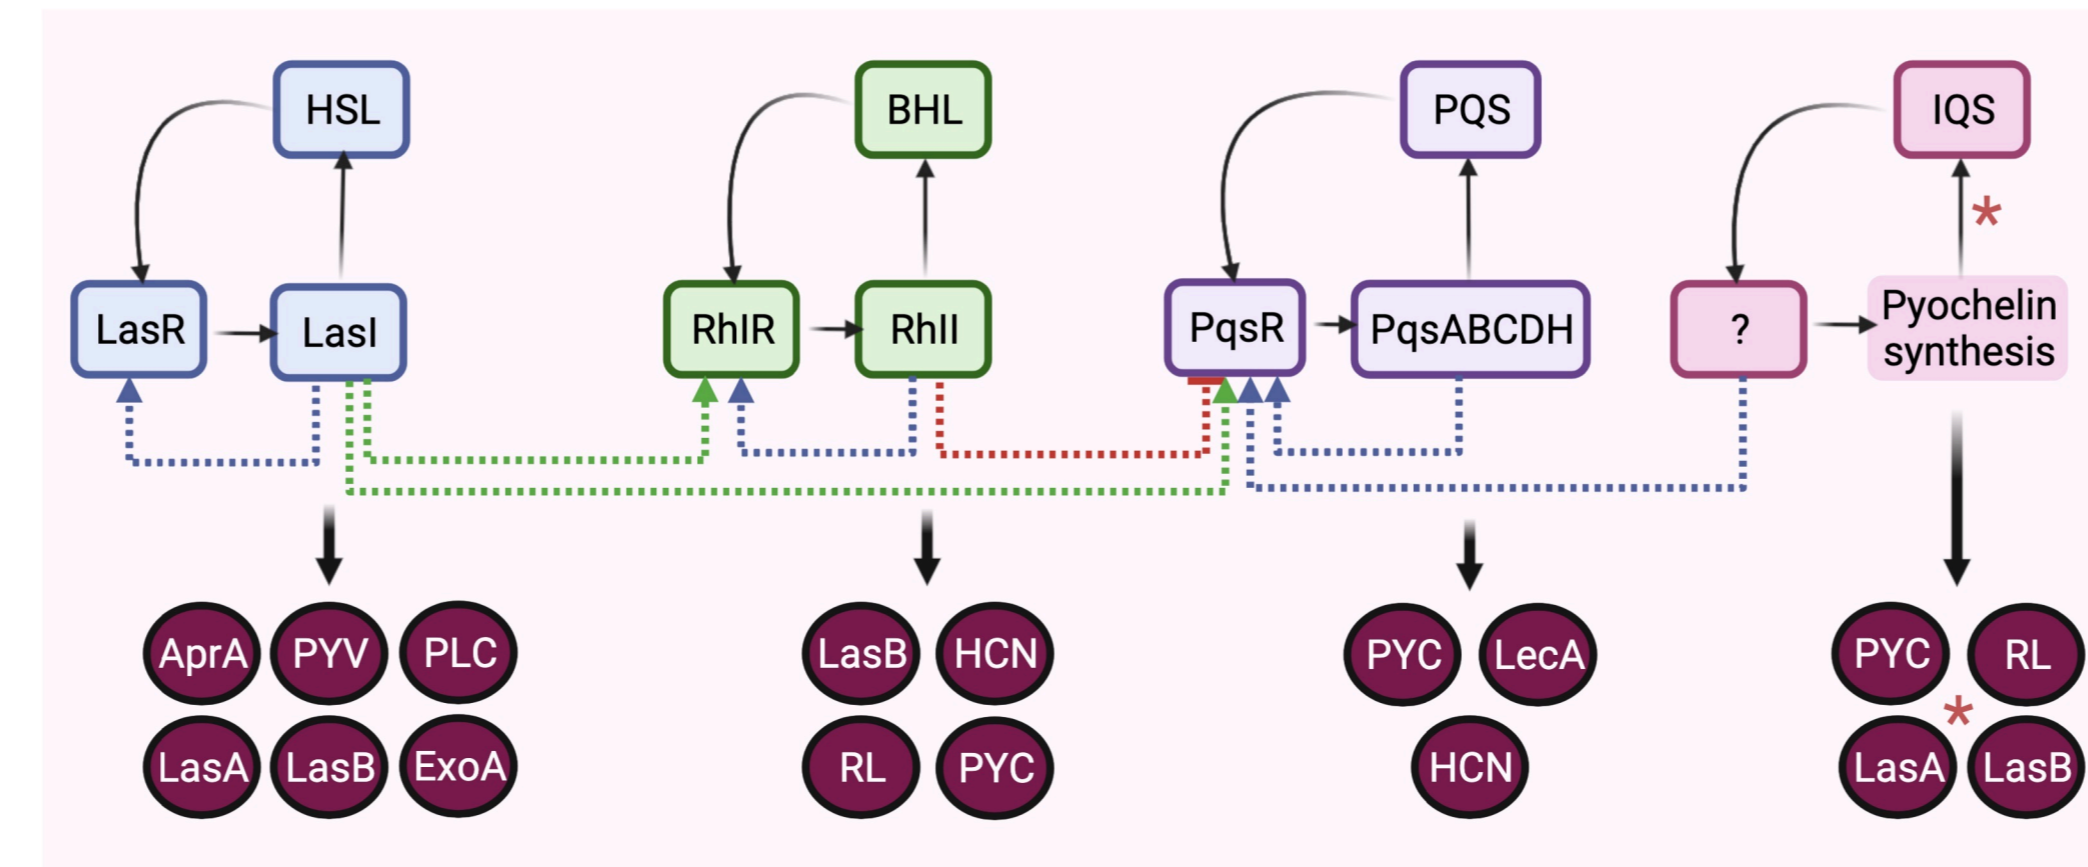 HSL
BHL
PQS
IQS
*
LasR
LasI
RhlR
RhlI
PqsR
PqsABCDH
?
Pyochelin
synthesis
AprA
PYV
PLC
LasB
HCN
PYC
LecA
PYC
RL
*
LasA
LasB
ExoA
RL
PYC
HCN
LasA
LasB